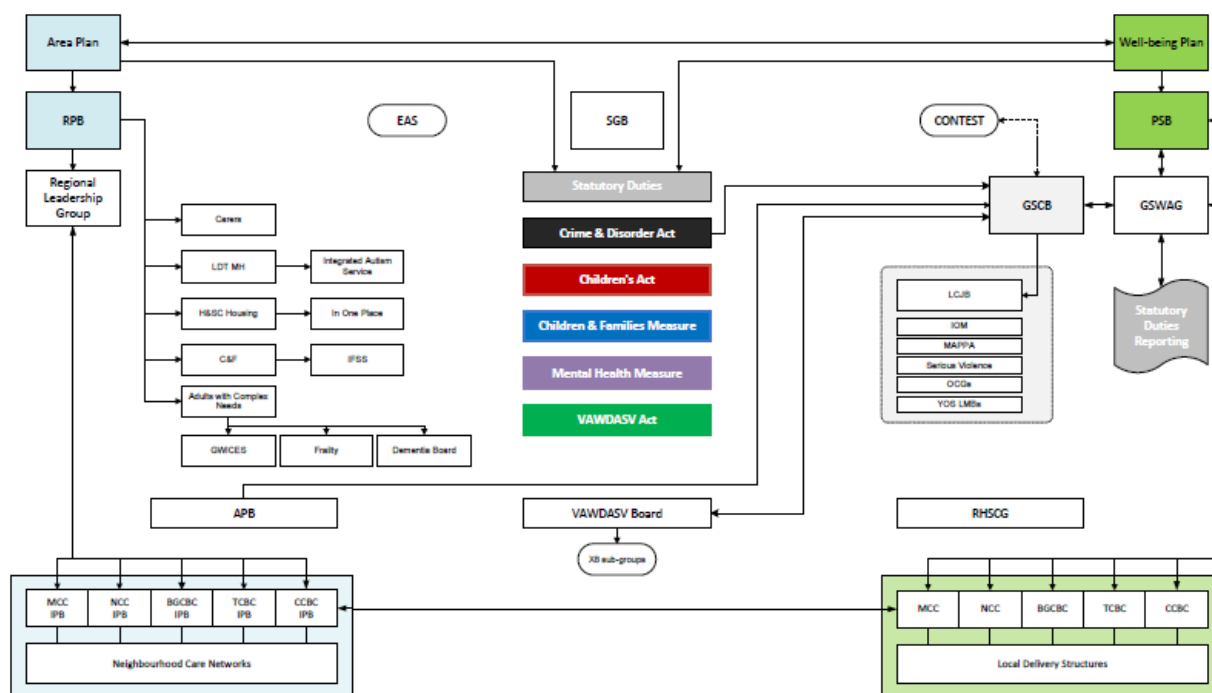 Area Plan
Well-being Plan
RPB
EAS
SGB
CONTEST
PSB
Regional
Leadership
Group
Statutory Duties
GSCB
GSWAG
Carers
Crime & Disorder Act
LDT MH
Integrated Autism
Service
Children's Act
LCJB
H&SC Housing
In One Place
Children & Families Measure
IOM
MAPPA
Serious Violence
OCGs
YOS LMBs
Statutory
Duties
Reporting
C&F
IFSS
Mental Health Measure
Adults with Complex
Needs
VAWDASV Act
GWICES
Frailty
Dementia Board
APB
VAWDASV Board
RHSCG
X8 sub-groups
MCC
IPB
NCC
IPB
BGCBC
IPB
TCBC
IPB
CCBC
IPB
MCC
NCC
BGCBC
TCBC
CCBC
Neighbourhood Care Networks
Local Delivery Structures